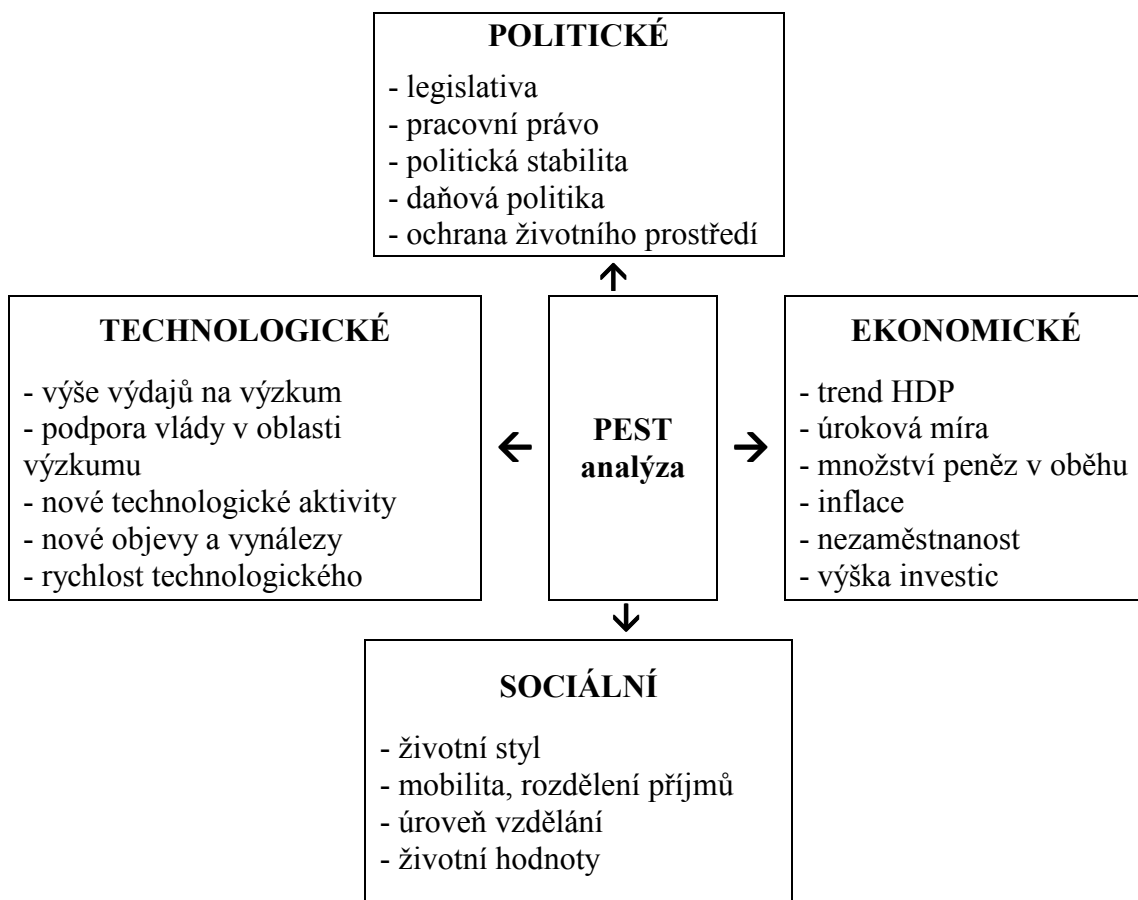 POLITICKÉ
- legislativa
- pracovní právo
- politická stabilita
- daňová politika
- ochrana životního prostředí
TECHNOLOGICKÉ
- výše výdajů na výzkum
- podpora vlády v oblasti
výzkumu
- nové technologické aktivity
- nové objevy a vynálezy
- rychlost technologického
PEST
analýza
EKONOMICKÉ
- trend HDP
- úroková míra
- množství peněz v oběhu
- inflace
- nezaměstnanost
- výška investic
SOCIÁLNÍ
- životní styl
- mobilita, rozdělení příjmů
- úroveň vzdělání
- životní hodnoty